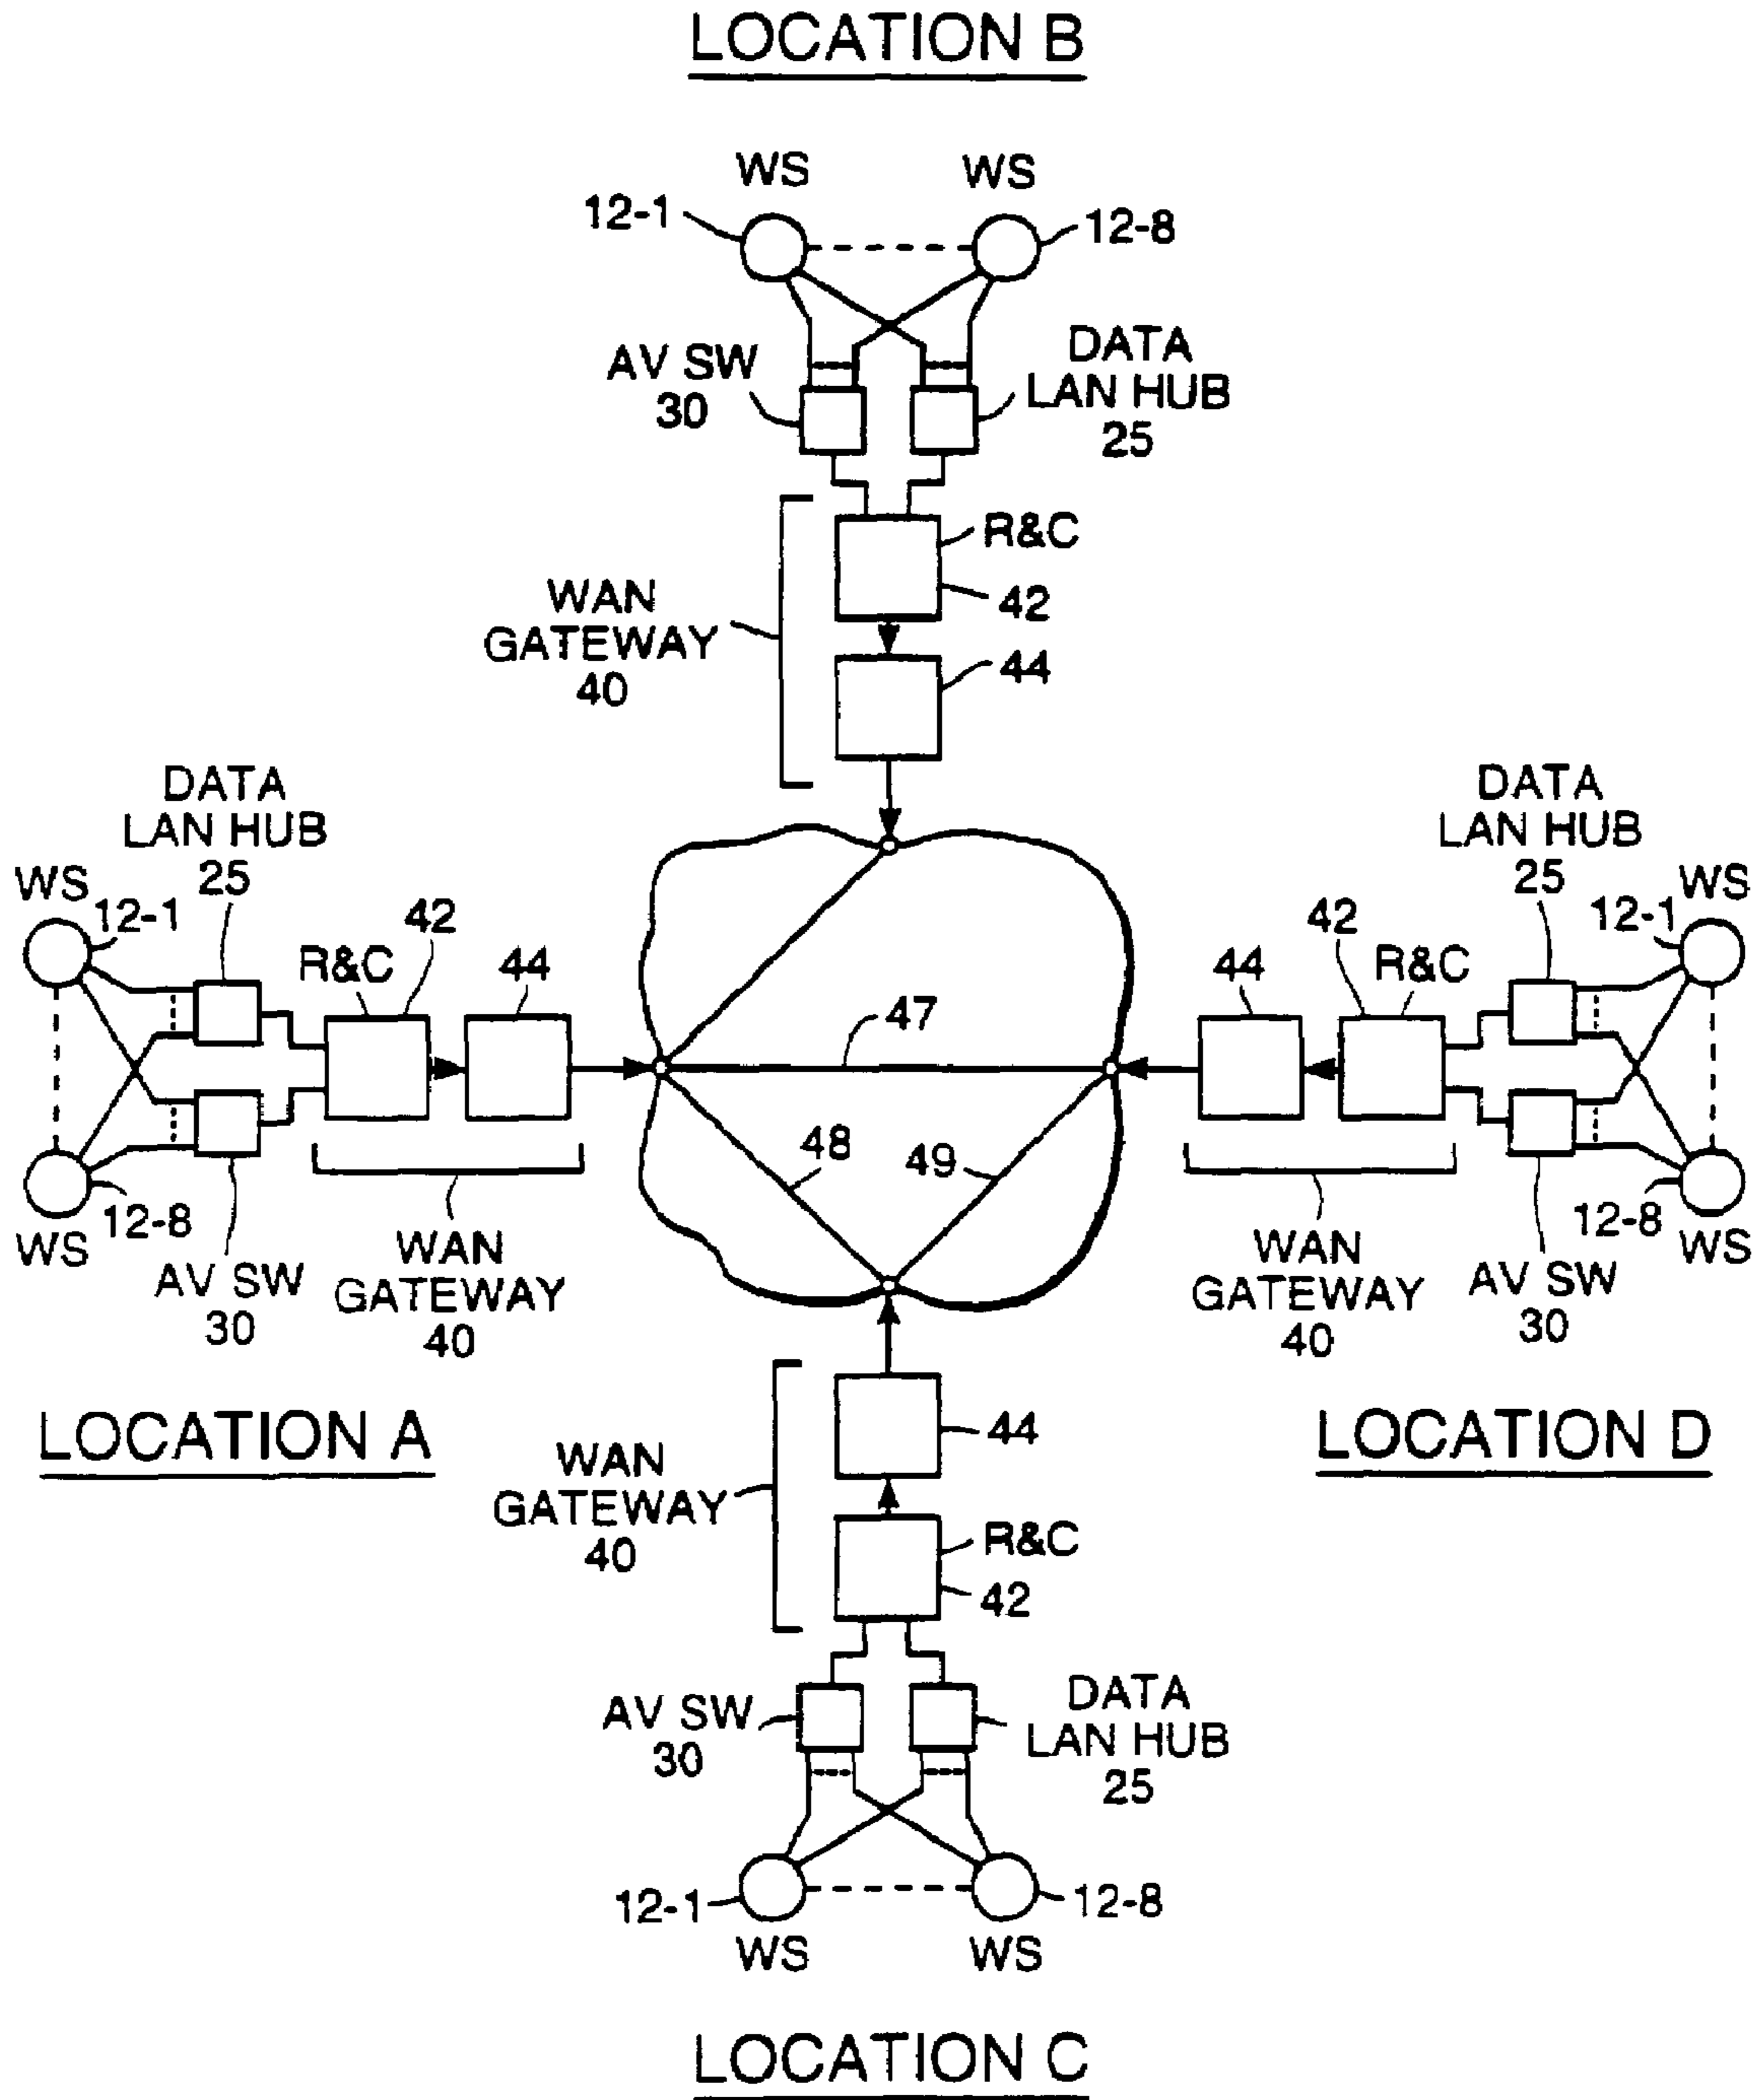 LOCATION B
WS
WS
12-1
12-8
AV SW
30
DATA
LAN HUB
25
R&C
42
WAN
GATEWAY
40
44
DATA
LAN HUB
25
WS
12-1
R&C
42
44
12-8
WS
AV SW
30
WAN
GATEWAY
40
LOCATION A
47
48
49
DATA
LAN HUB
25
WS
12-1
42
R&C
44
12-8
WS
AV SW
30
WAN
GATEWAY
40
LOCATION D
44
WAN
GATEWAY
40
R&C
42
AV SW
30
DATA
LAN HUB
25
12-1
12-8
WS
WS
LOCATION C